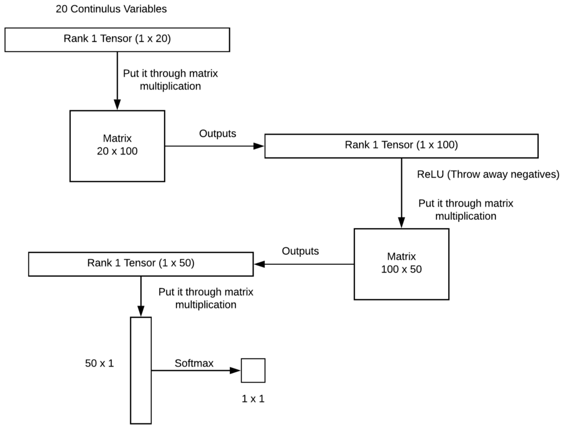 20 Continulus Variables
Rank 1 Tensor (1 x 20)
Put it through matrix
multiplication
Matrix
20 x 100
Outputs
Rank 1 Tensor (1 x 100)
ReLU (Throw away negatives)
Put it through matrix
multiplication
Matrix
100 x 50
Outputs
Rank 1 Tensor (1 x 50)
Put it through matrix
multiplication
50 x 1
Softmax
1 x 1